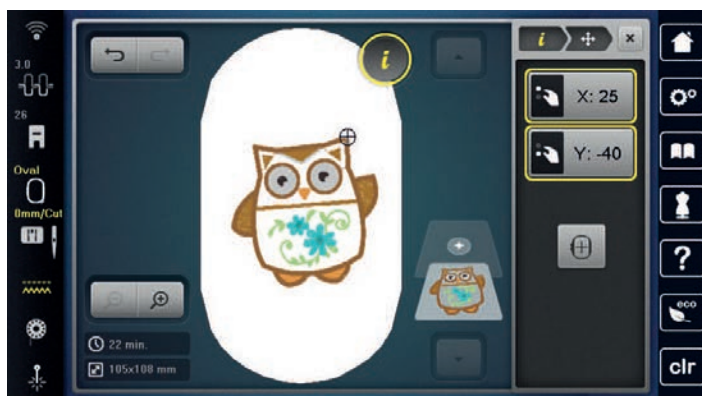 3.0
26
Oval
0mm/Cut
i
22 min.
105x108 mm
i
X: 25
Y: -40
?
eco
clr